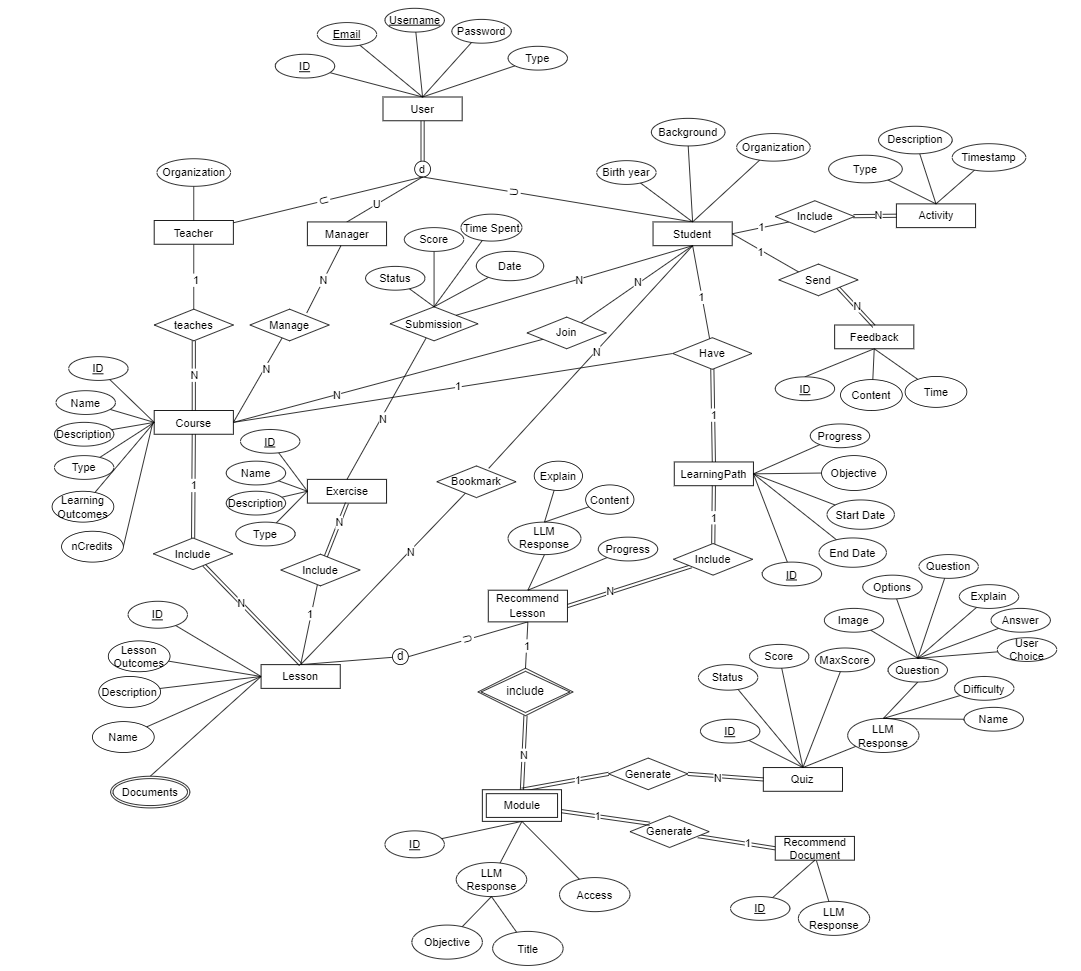 Username
Email
Password
ID
Type
User
d
Organization
Birth year
Background
Organization
Type
Description
Timestamp
U
U
U
Teacher
Manager
Student
1
Include
N
Activity
Score
Time Spent
Status
Date
1
N
N
N
1
1
Send
N
teaches
Manage
Submission
Join
Have
Feedback
N
N
N
N
1
N
ID
Content
Time
ID
Name
Description
Type
Learning
Outcomes
nCredits
Course
1
ID
Name
Description
Type
Exercise
N
N
Bookmark
N
Explain
Content
LLM
Response
Progress
1
LearningPath
1
Progress
Objective
Start Date
End Date
ID
Include
Include
Include
N
1
N
Recommend
Lesson
ID
Lesson
Outcomes
Description
Name
Documents
Lesson
d
U
1
include
N
Question
Options
Explain
Image
Answer
User
Choice
Question
Difficulty
Name
LLM
Response
Score
MaxScore
Status
ID
Quiz
1
Generate
N
Module
1
Generate
1
Recommend
Document
ID
LLM
Response
ID
LLM
Response
Access
Objective
Title